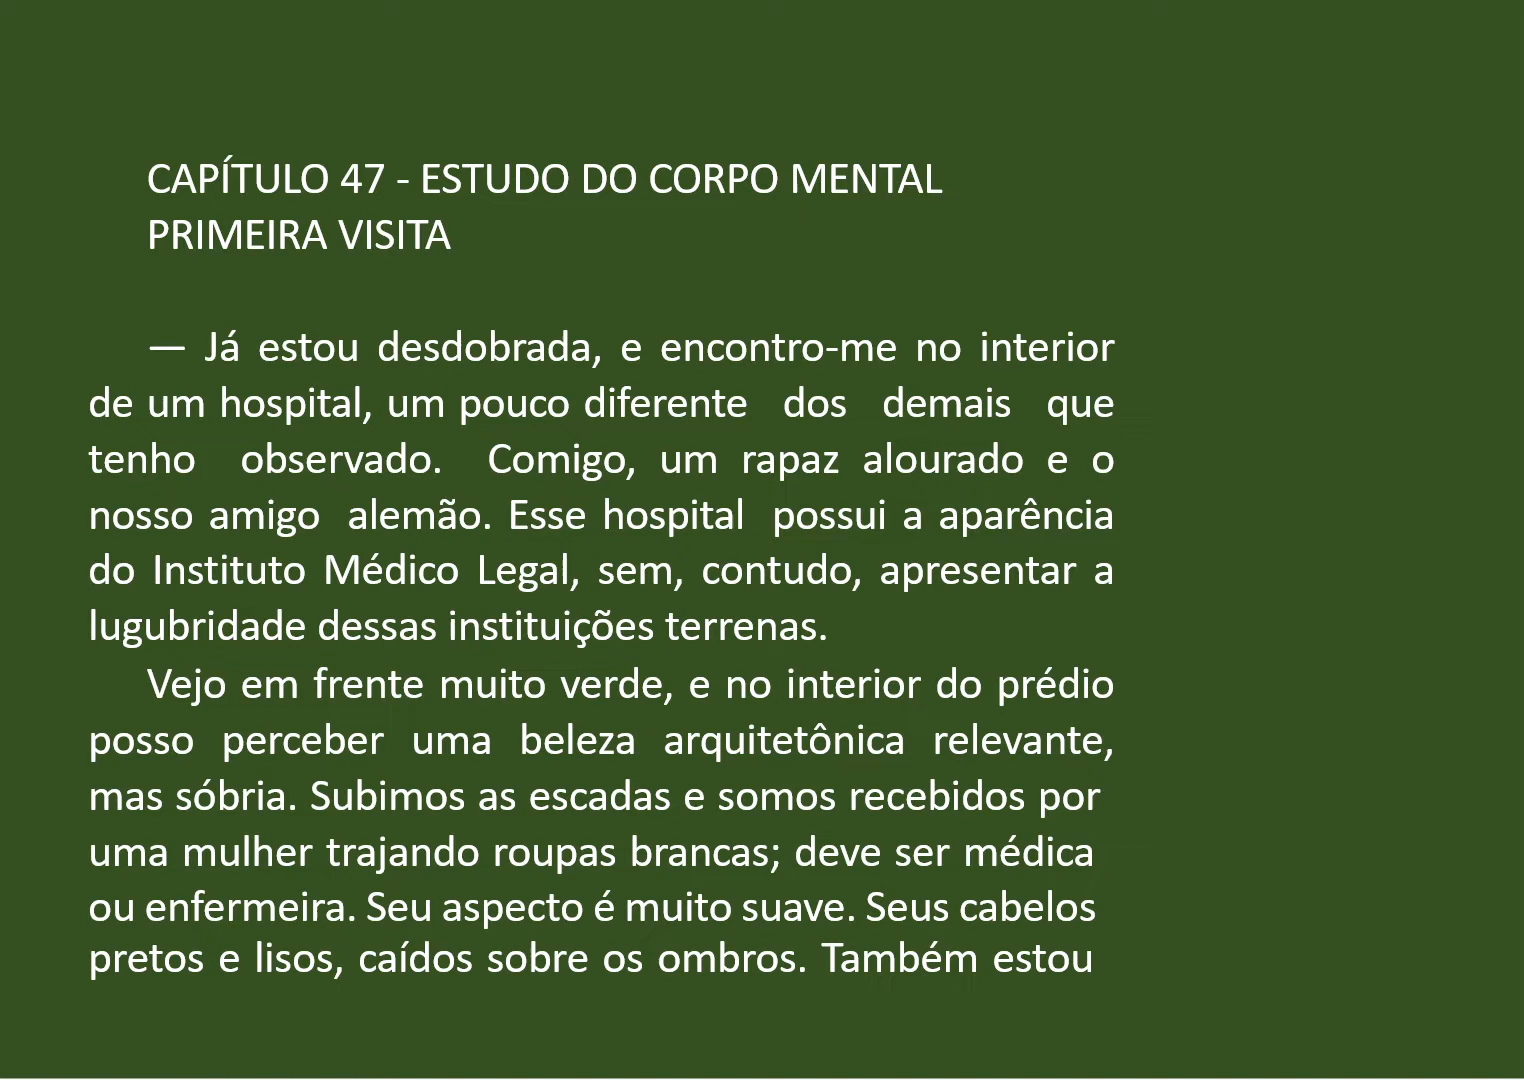 CAPÍTULO 47 - ESTUDO DO CORPO MENTAL
PRIMEIRA VISITA
— Já estou desdobrada, e encontro-me no interior
de um hospital, um pouco diferente dos demais que
tenho observado. Comigo, um rapaz alourado e o
nosso amigo alemão. Esse hospital possui a aparência
do Instituto Médico Legal, sem, contudo, apresentar a
lugubridade dessas instituições terrenas.
Vejo em frente muito verde, e no interior do prédio
posso perceber uma beleza arquitetônica relevante,
mas sóbria. Subimos as escadas e somos recebidos por
uma mulher trajando roupas brancas; deve ser médica
ou enfermeira. Seu aspecto é muito suave. Seus cabelos
pretos e lisos, caídos sobre os ombros. Também estou